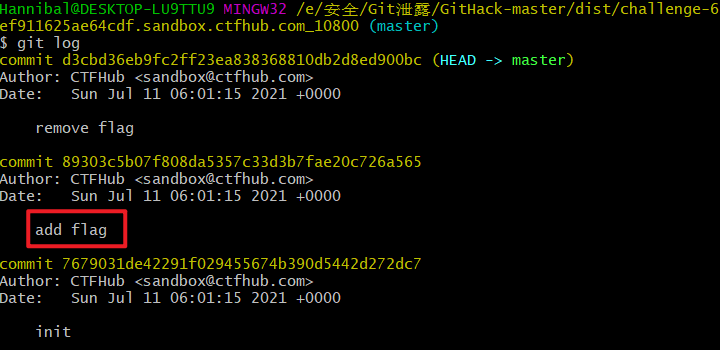 Hannibal@DESKTOP-LU9TTU9 MINGW32 /e/安全/Git泄露/GitHack-master/dist/challenge-6
ef911625ae64cdf.sandbox.ctfhub.com_10800 (master)
$ git log
commit d3cbd36eb9fc2ff23ea838368810db2d8ed900bc (HEAD -> master)
Author: CTFHub <sandbox@ctfhub.com>
Date:   Sun Jul 11 06:01:15 2021 +0000
remove flag
commit 89303c5b07f808da5357c33d3b7fae20c726a565
Author: CTFHub <sandbox@ctfhub.com>
Date:   Sun Jul 11 06:01:15 2021 +0000
add flag
commit 7679031de42291f029455674b390d5442d272dc7
Author: CTFHub <sandbox@ctfhub.com>
Date:   Sun Jul 11 06:01:15 2021 +0000
init